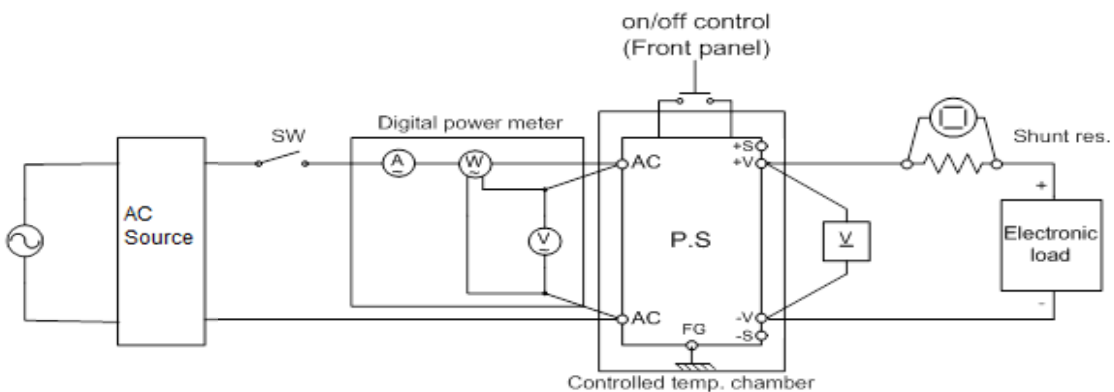 on/off control
(Front panel)
Digital power meter
SW
Shunt res.
A
W
AC
+S
+V
+
AC
Source
V
P.S
V
Electronic
load
AC
FG
-V
-S
-
Controlled temp. chamber